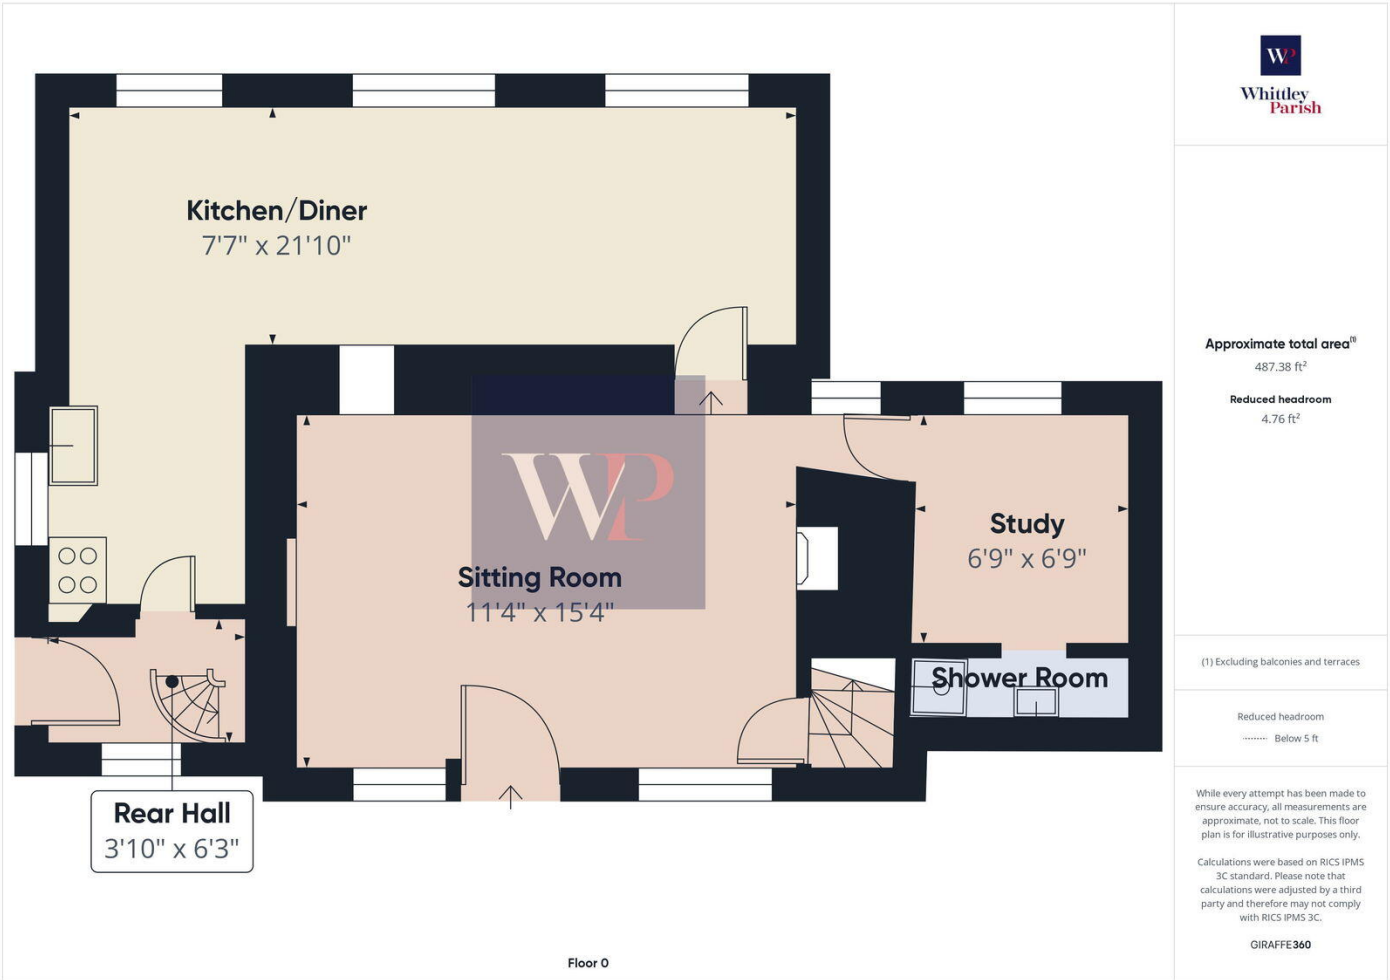 Kitchen/Diner
7'7" x 21'10"
Sitting Room
11'4" x 15'4"
Study
6'9" x 6'9"
Shower Room
Rear Hall
3'10" x 6'3"
WP
Floor 0
WP
Whittley
Parish
Approximate total area(1)
487.38 ft²
Reduced headroom
4.76 ft²
(1) Excluding balconies and terraces
Reduced headroom
Below 5 ft
While every attempt has been made to
ensure accuracy, all measurements are
approximate, not to scale. This floor
plan is for illustrative purposes only.
Calculations were based on RICS IPMS
3C standard. Please note that
calculations were adjusted by a third
party and therefore may not comply
with RICS IPMS 3C.
GIRAFFE360